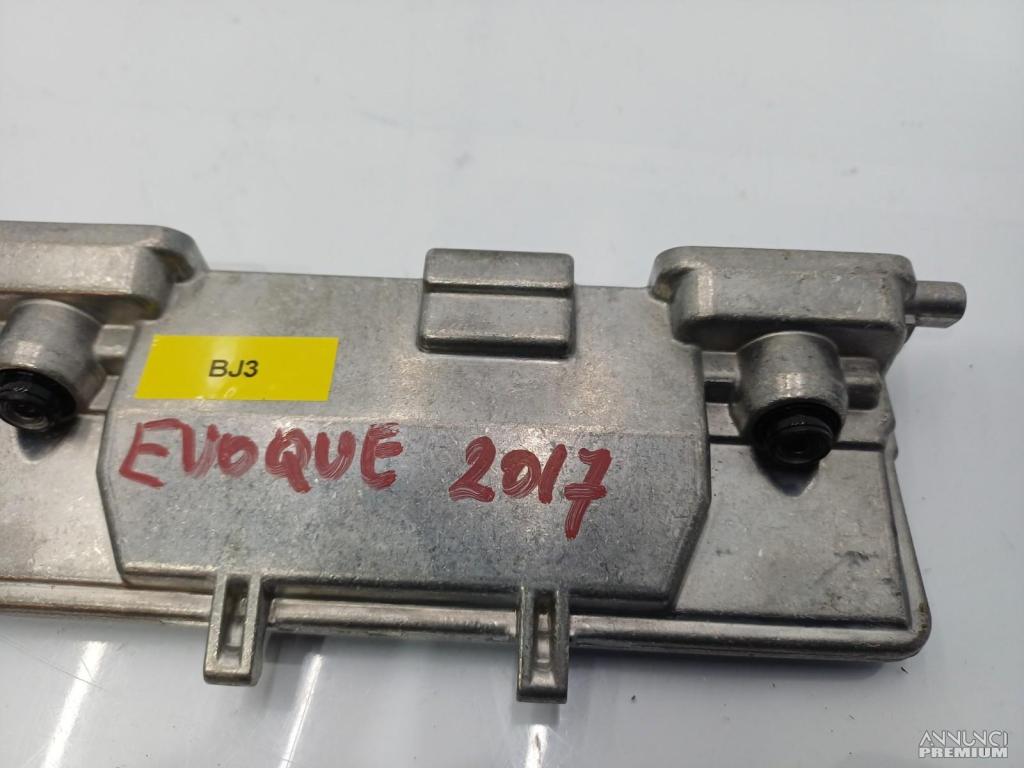 BJ3
EVOQUE 2017
ANNUNCI
PREMIUM